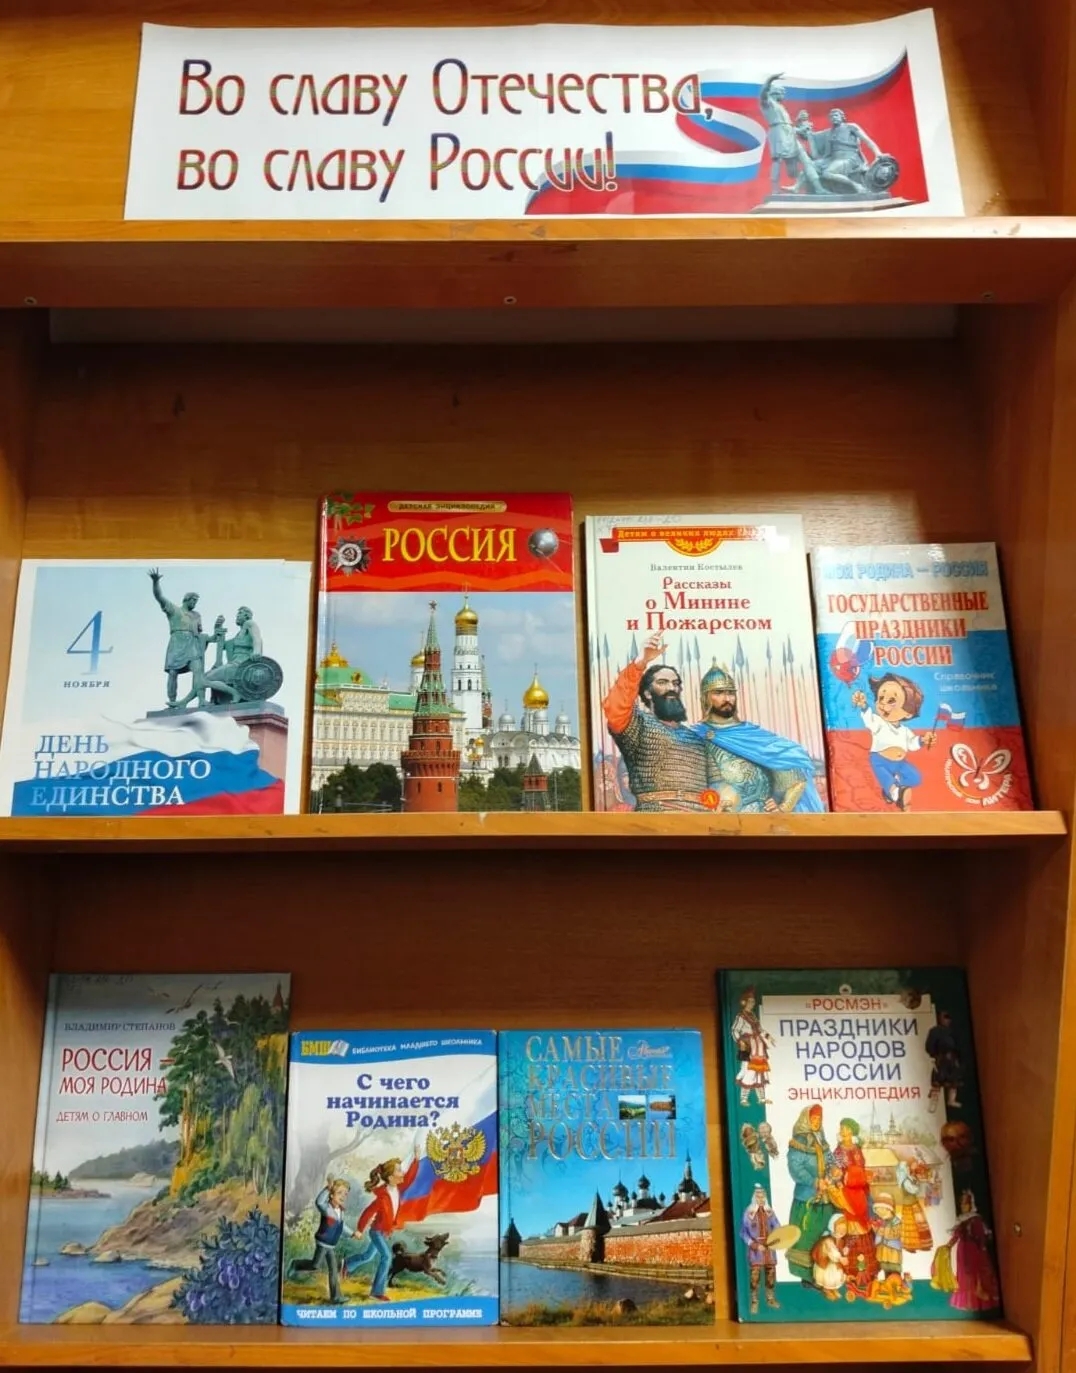 Во славу Отечества,
во славу России!
4
НОЯБРЯ
ДЕНЬ
НАРОДНОГО
ЕДИНСТВА
ДЕТСКАЯ ЭНЦИКЛОПЕДИЯ
РОССИЯ
Детям о великих людях
Валентин Костылев
Рассказы
о Минине
и Пожарском
МОЯ РОДИНА — РОССИЯ
ГОСУДАРСТВЕННЫЕ
ПРАЗДНИКИ
РОССИИ
Справочник
школьника
ЛИТЕРА
ВЛАДИМИР СТЕПАНОВ
РОССИЯ –
МОЯ РОДИНА
ДЕТЯМ О ГЛАВНОМ
БМШ БИБЛИОТЕКА МЛАДШЕГО ШКОЛЬНИКА
С чего
начинается
Родина?
ЧИТАЕМ ПО ШКОЛЬНОЙ ПРОГРАММЕ
САМЫЕ
КРАСИВЫЕ
МЕСТА
РОССИИ
«РОСМЭН»
ПРАЗДНИКИ
НАРОДОВ
РОССИИ
ЭНЦИКЛОПЕДИЯ